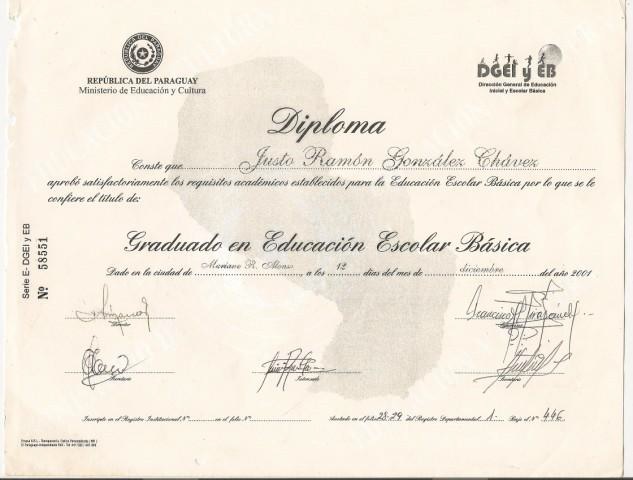 REPÚBLICA DEL PARAGUAY
Ministerio de Educación y Cultura
DGEI y EB
Dirección General de Educación
Inicial y Escolar Básica
Diploma
Conste que Justo Ramón González Chávez
aprobó satisfactoriamente los requisitos académicos establecidos para la Educación Escolar Básica por lo que se le
confiere el título de:
Graduado en Educación Escolar Básica
Dado en la ciudad de Mariano R. Alonso, a los 12 días del mes de diciembre del año 2001
Serie E- DGEI y EB
Nº 58551
Director
Secretaria
Interesado
Inscripto en el Registro Institucional Nº en el folio Nº
Anotado en el folio 28-29 del Registro Departamental A. Bajo el Nº 446